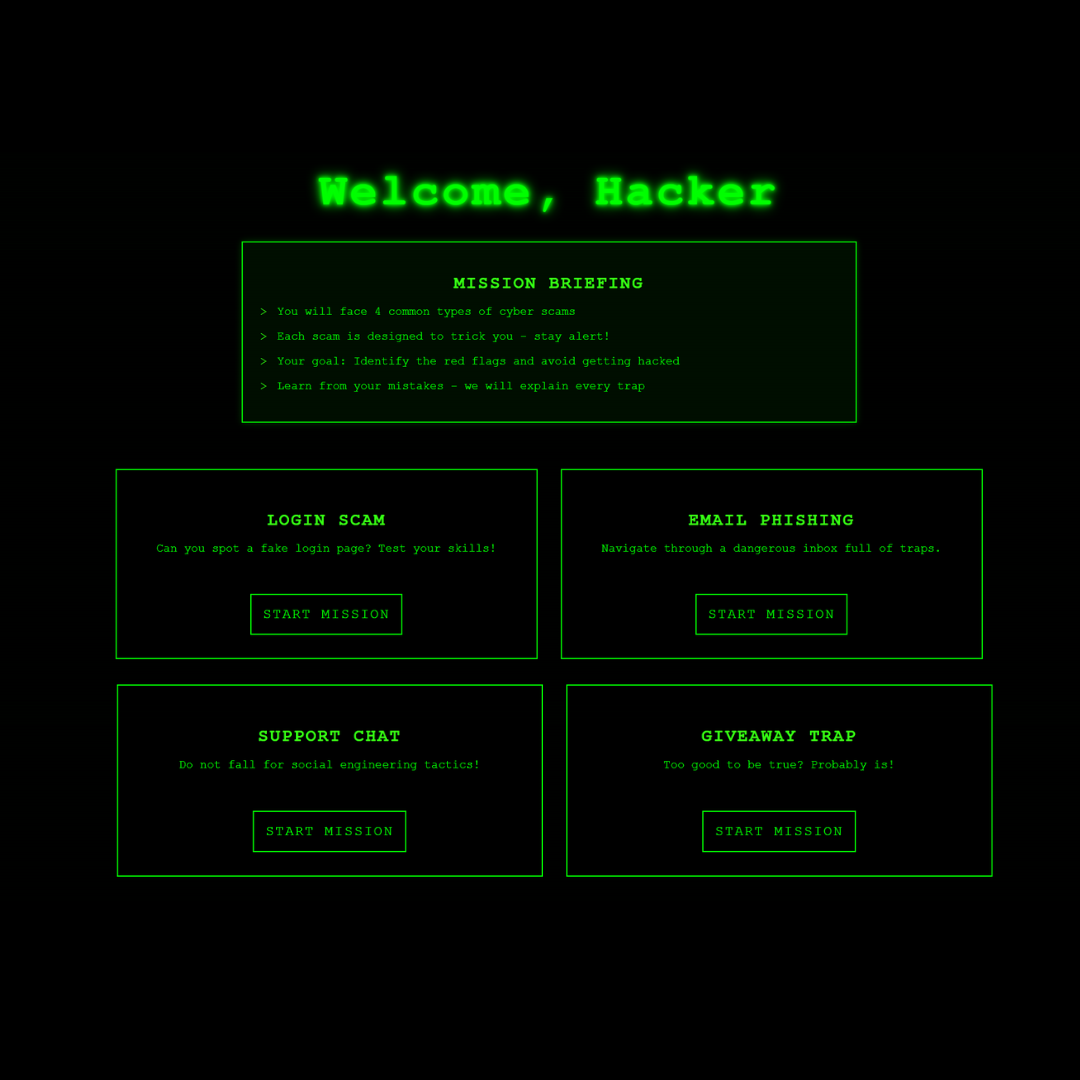 Welcome, Hacker
MISSION BRIEFING
> You will face 4 common types of cyber scams
> Each scam is designed to trick you - stay alert!
> Your goal: Identify the red flags and avoid getting hacked
> Learn from your mistakes - we will explain every trap
LOGIN SCAM
Can you spot a fake login page? Test your skills!
START MISSION
EMAIL PHISHING
Navigate through a dangerous inbox full of traps.
START MISSION
SUPPORT CHAT
Do not fall for social engineering tactics!
START MISSION
GIVEAWAY TRAP
Too good to be true? Probably is!
START MISSION